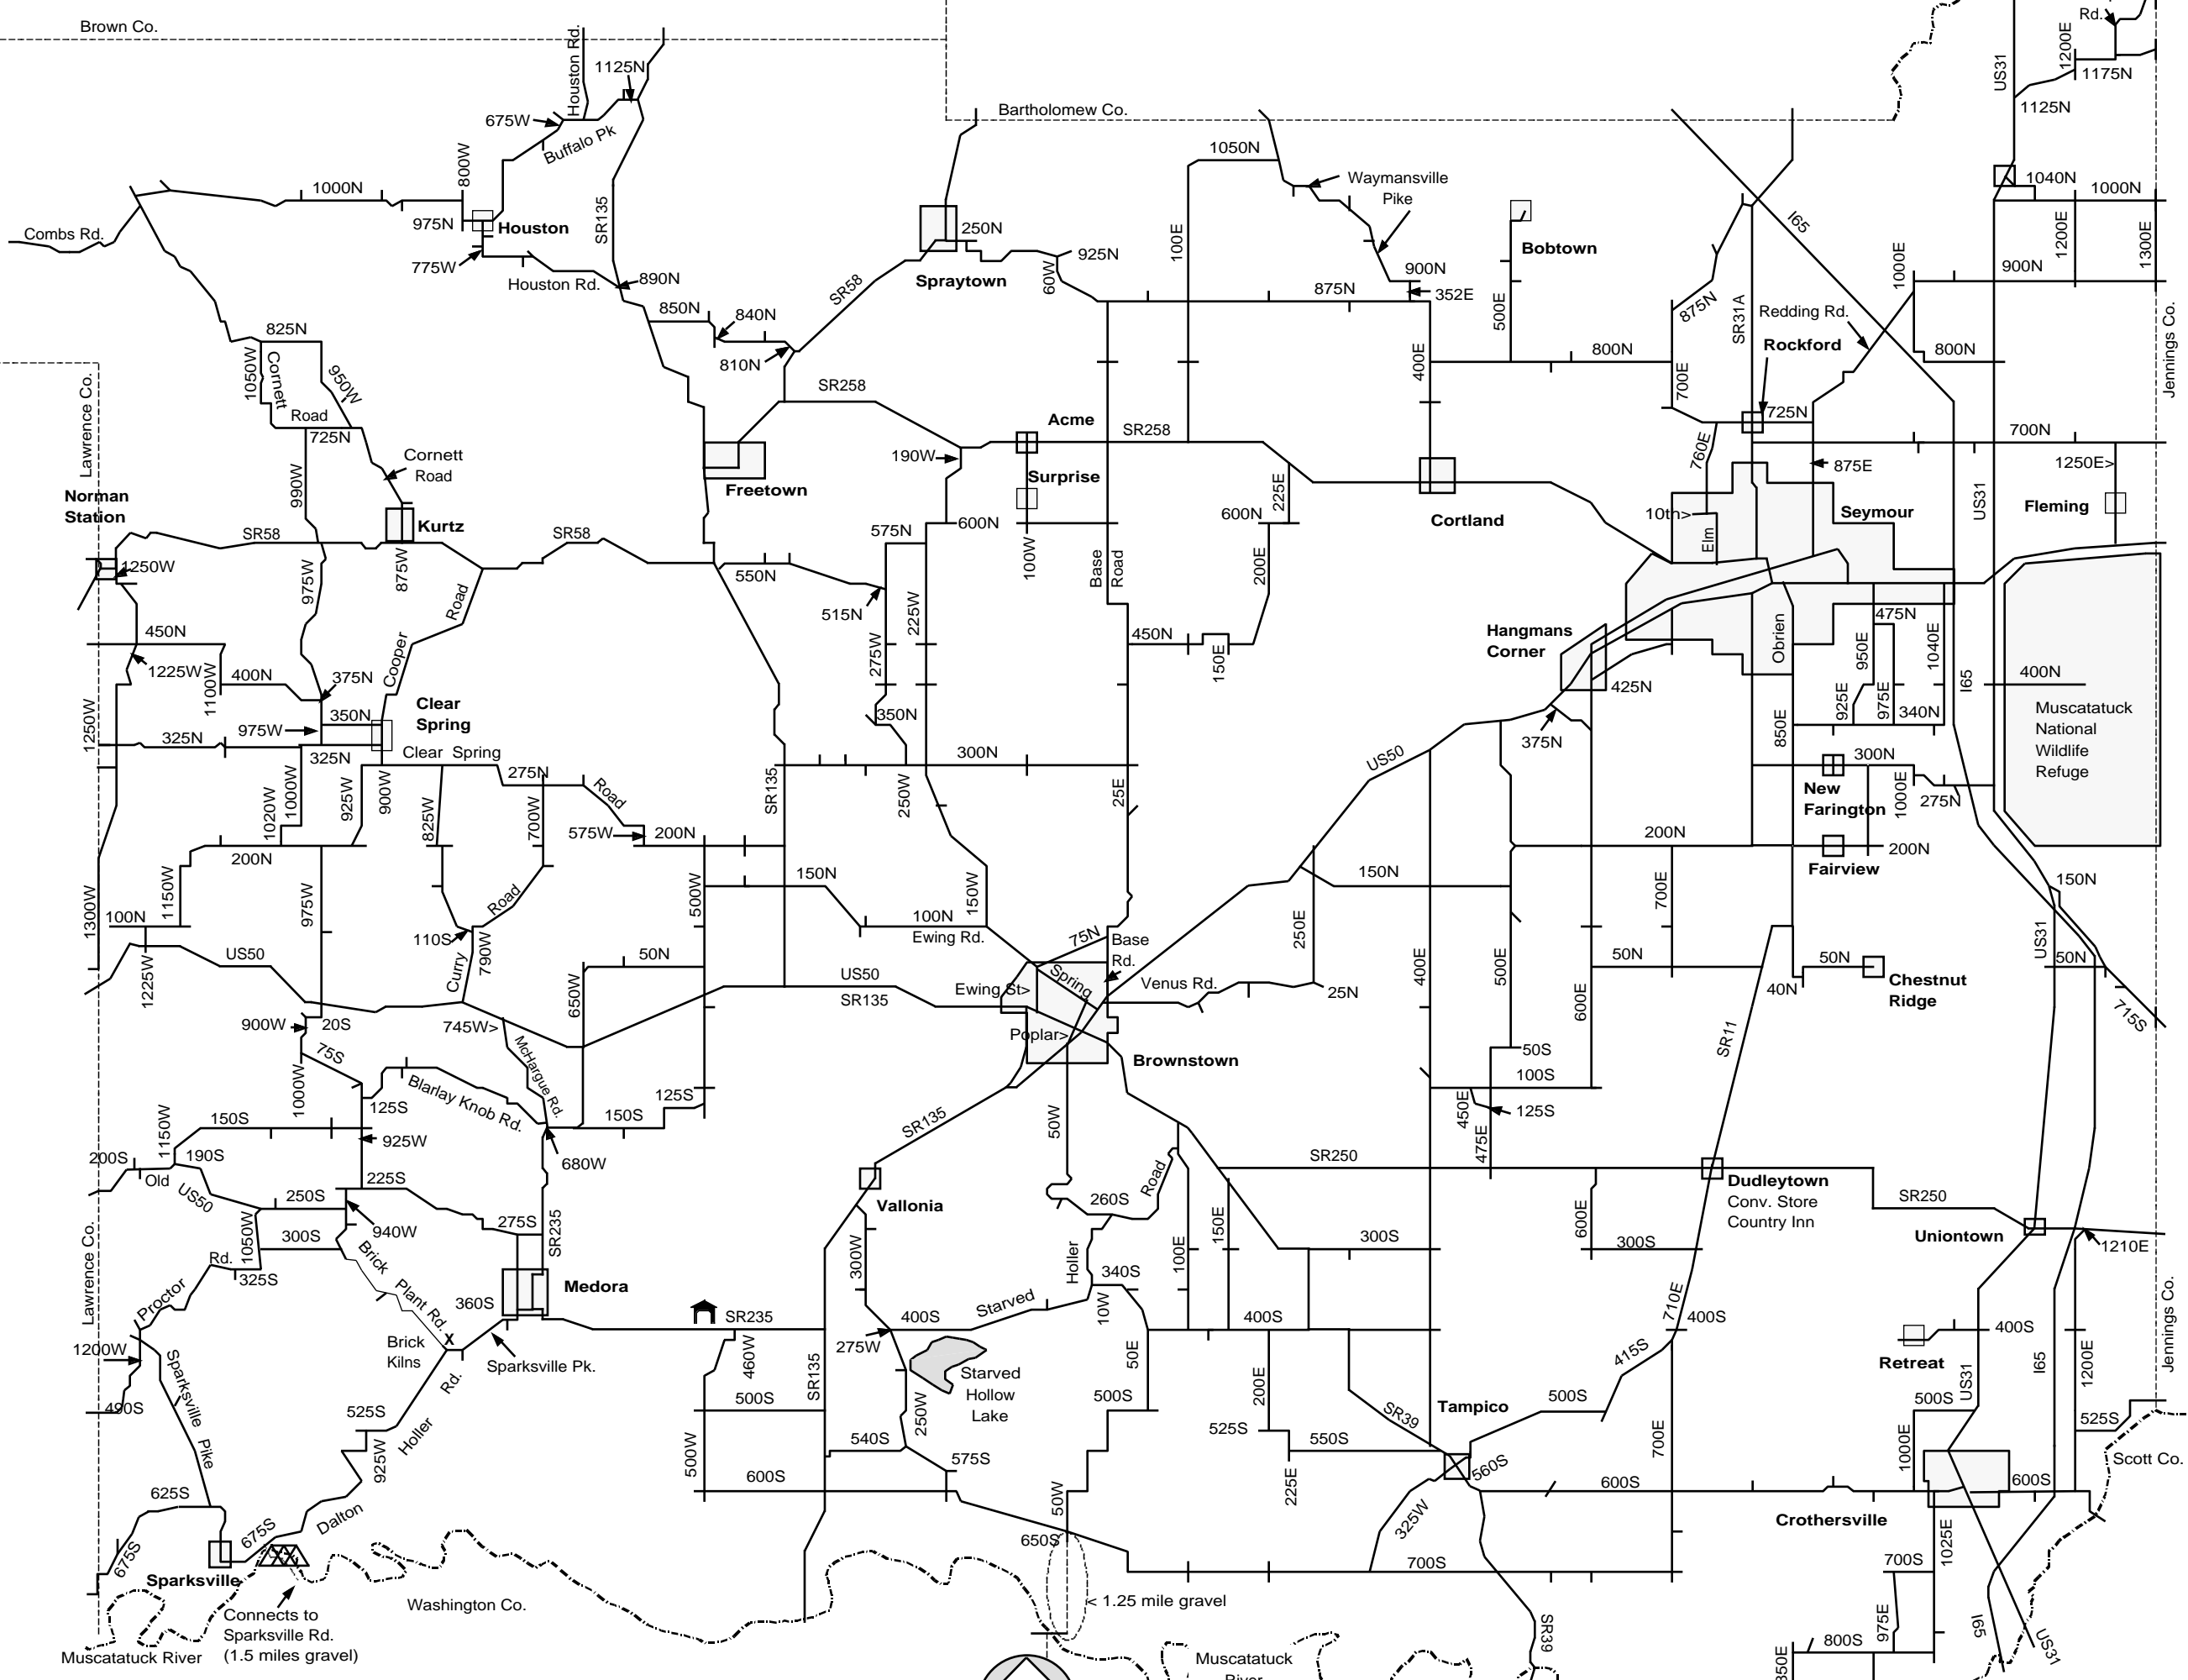 Brown Co.
Houston Rd.
1125N
Rd.
1200E
US31
1175N
1125N
Bartholomew Co.
675W
Buffalo Pk
800W
1050N
Waymansville
Pike
1000N
975N
Houston
SR135
250N
Combs Rd.
775W
Houston Rd.
890N
Spraytown
60W
925N
100E
900N
352E
875N
Bobtown
500E
I65
1040N
1000N
1200E
1300E
1000E
900N
Jennings Co.
850N
840N
810N
SR58
875N
SR31A
Redding Rd.
Rockford
800N
800N
825N
1050W
Cornett
950W
Road
725N
SR258
400E
700E
725N
Lawrence Co.
Acme
SR258
190W
Surprise
760E
875E
700N
1250E>
Cornett
Road
990W
Freetown
225E
Norman
Station
Kurtz
SR58
SR58
600N
575N
600N
Cortland
10th>
Elm
Seymour
US31
Fleming
1250W
975W
875W
550N
515N
225W
100W
Base
Road
200E
450N
1225W
1100W
400N
375N
Cooper
Road
275W
450N
150E
Hangmans
Corner
Obrien
475N
950E
1040E
425N
I65
400N
Clear
Spring
350N
975W
350N
1250W
325N
325N
Clear Spring
375N
850E
925E
975E
340N
Muscatatuck
National
Wildlife
Refuge
1020W
1000W
925W
900W
825W
275N
Road
700W
575W
200N
SR135
250W
300N
25E
US50
300N
New
Farington
1000E
275N
200N
1150W
200N
200N
Fairview
1300W
100N
975W
Road
500W
150N
150W
150N
700E
150N
110S
Curry
790W
100N
Ewing Rd.
75N
Base
Rd.
250E
US50
1225W
50N
650W
US50
SR135
Ewing St>
Spring
Venus Rd.
25N
400E
500E
50N
600E
50N
40N
Chestnut
Ridge
US31
50N
715S
900W
20S
745W>
Poplar>
Brownstown
75S
McHargue Rd.
1000W
50S
SR11
125S
Blarlay Knob Rd.
125S
100S
450E
125S
150S
1150W
925W
150S
680W
SR135
50W
475E
200S
190S
Old
US50
225S
SR250
Dudleytown
Conv. Store
Country Inn
SR250
Vallonia
260S
Road
250S
940W
275S
SR235
150E
600E
Uniontown
1210E
Lawrence Co.
1050W
300S
Rd.
325S
Brick
Plant Rd.
300W
Holler
340S
100E
300S
300S
Proctor
360S
Medora
Starved
10W
710E
Jennings Co.
1200W
Sparksville
Pike
Brick
Kilns
X
Sparksville Pk.
SR235
460W
SR135
400S
275W
400S
50E
400S
415S
Retreat
400S
US31
I65
1200E
Starved
Hollow
Lake
490S
Rd.
Holler
500S
250W
500S
200E
SR39
Tampico
500S
500S
525S
525S
925W
540S
575S
525S
550S
700E
1000E
Scott Co.
500W
600S
50W
225E
560S
600S
600S
625S
675S
Dalton
650S
325W
Crothersville
1025E
675S
Sparksville
700S
700S
Connects to
Sparksville Rd.
(1.5 miles gravel)
Washington Co.
< 1.25 mile gravel
Muscatatuck River
Muscatatuck
SR39
975E
800S
I65
US31